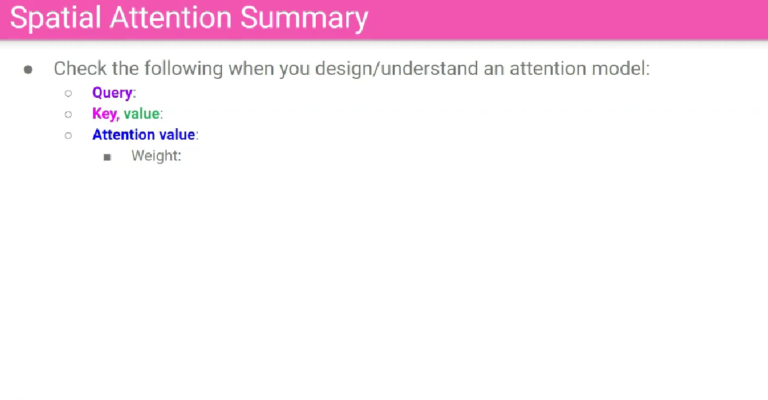 Spatial Attention Summary
Check the following when you design/understand an attention model:
Query:
Key, value:
Attention value:
Weight: